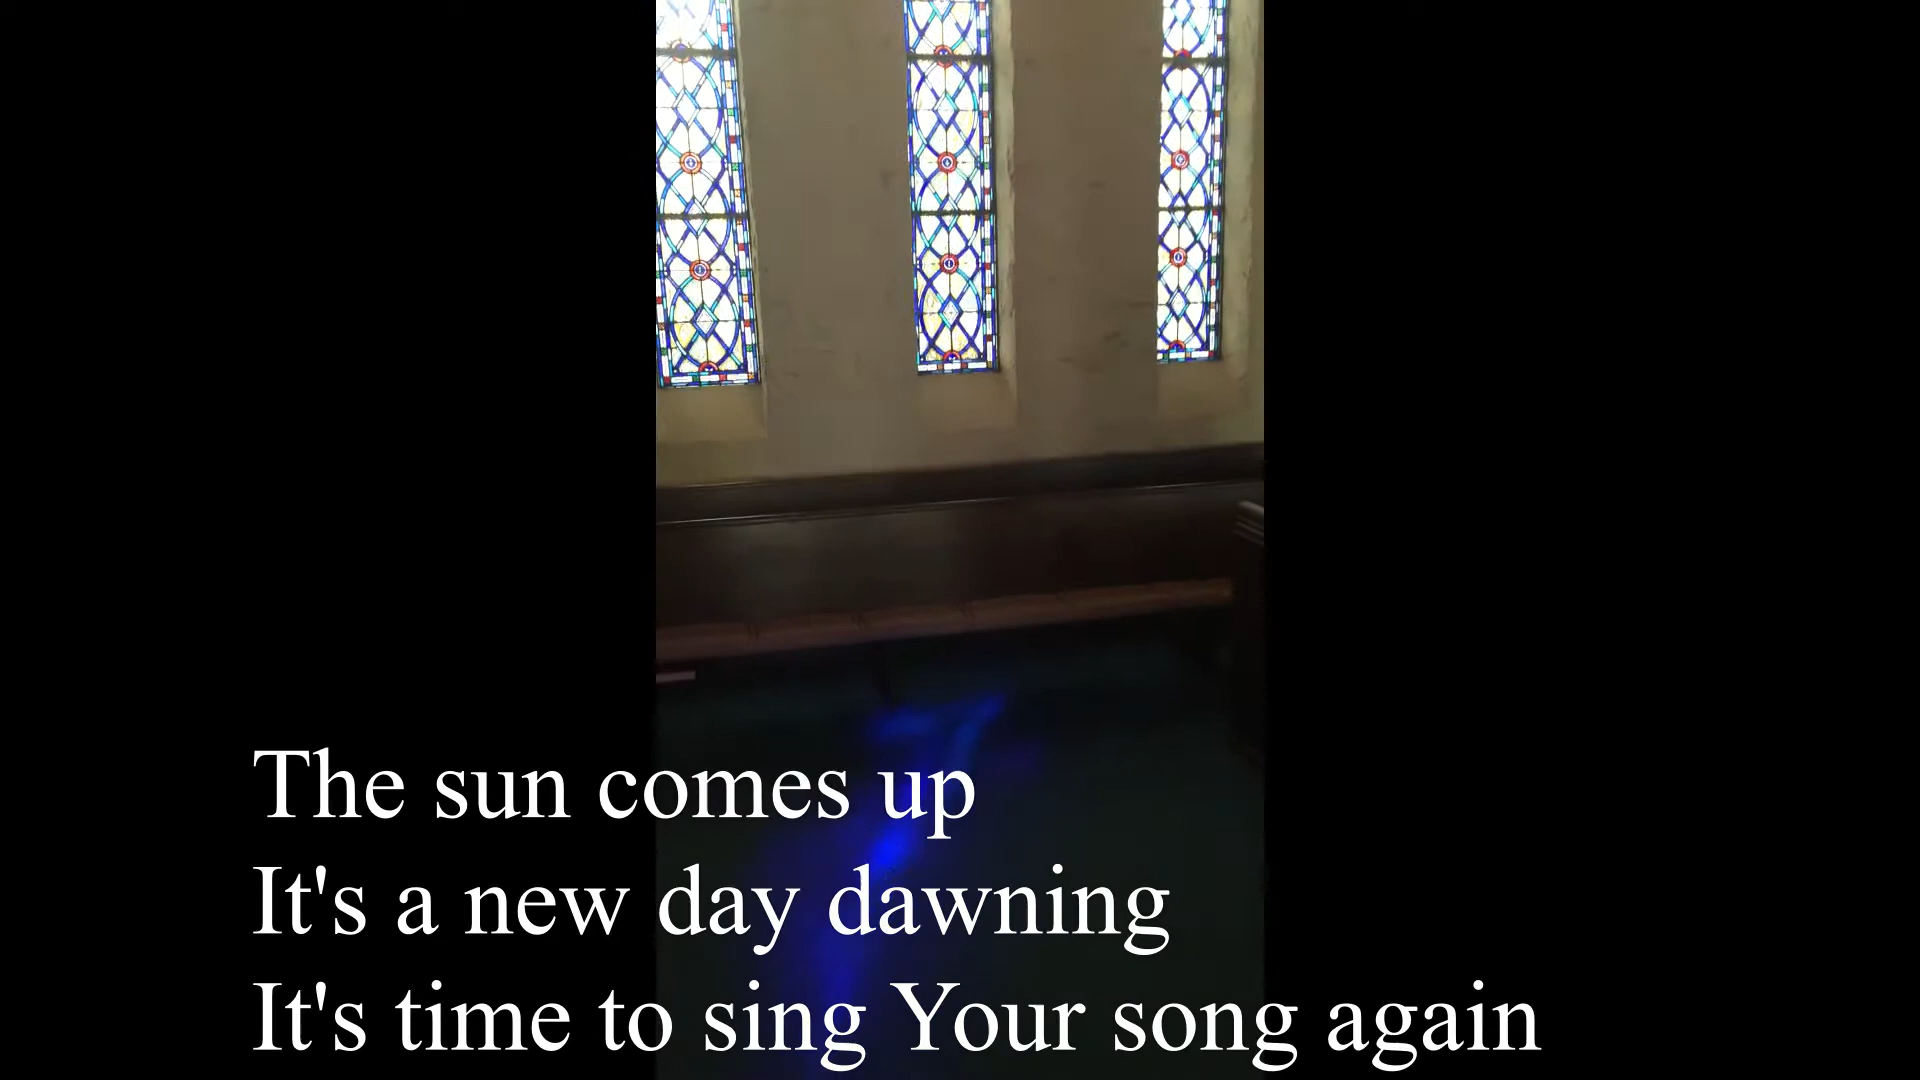 The sun comes up
It's a new day dawning
It's time to sing Your song again